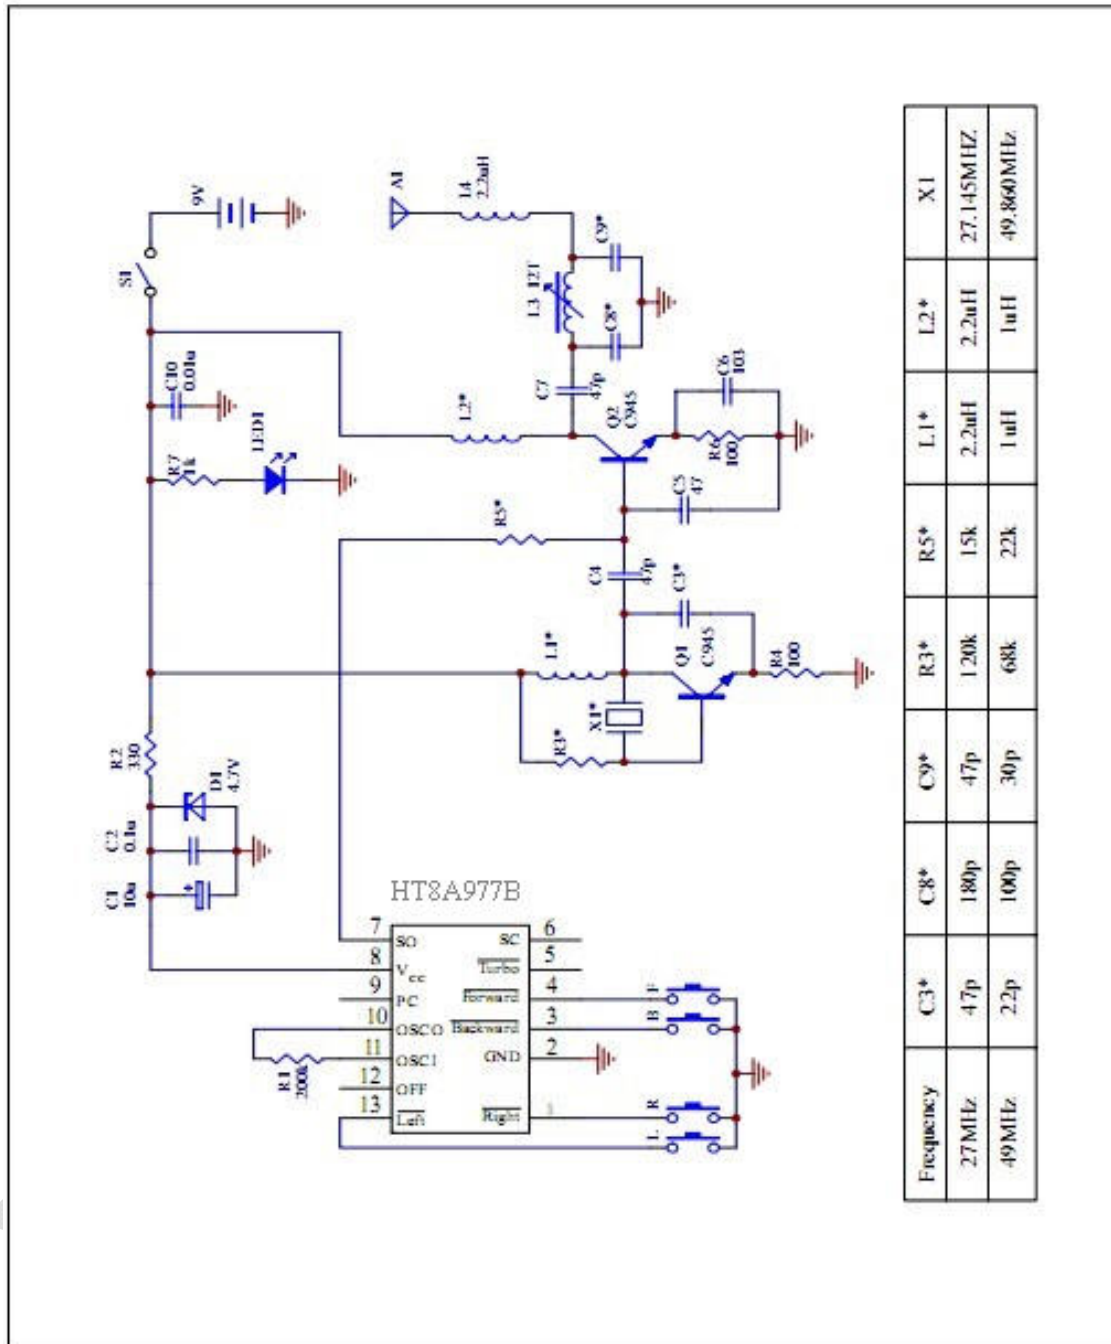 S1
9V
C10
0.01u
R7
1k
LED1
R2
330
C1
10u
C2
0.1u
D1
4.7V
A1
L4
2.2uH
L3 12T
C9*
C8*
C7
47p
L2*
Q2
C945
C6
103
R6
100
C5
47
R5*
C4
47p
C3*
L1*
Q1
C945
X1*
R3*
R4
100
HT8A977B
7
8
9
10
11
12
13
SO
Vcc
PC
OSCO
OSCI
OFF
Left
SC
Turbo
Forward
Backward
GND
Right
6
5
4
3
2
1
R1
200k
F
B
R
L
Frequency C3* C8* C9* R3* R5* L1* L2* X1
27MHz 47p 180p 47p 120k 15k 2.2uH 2.2uH 27.145MHZ
49MHz 22p 100p 30p 68k 22k 1uH 1uH 49.860MHz